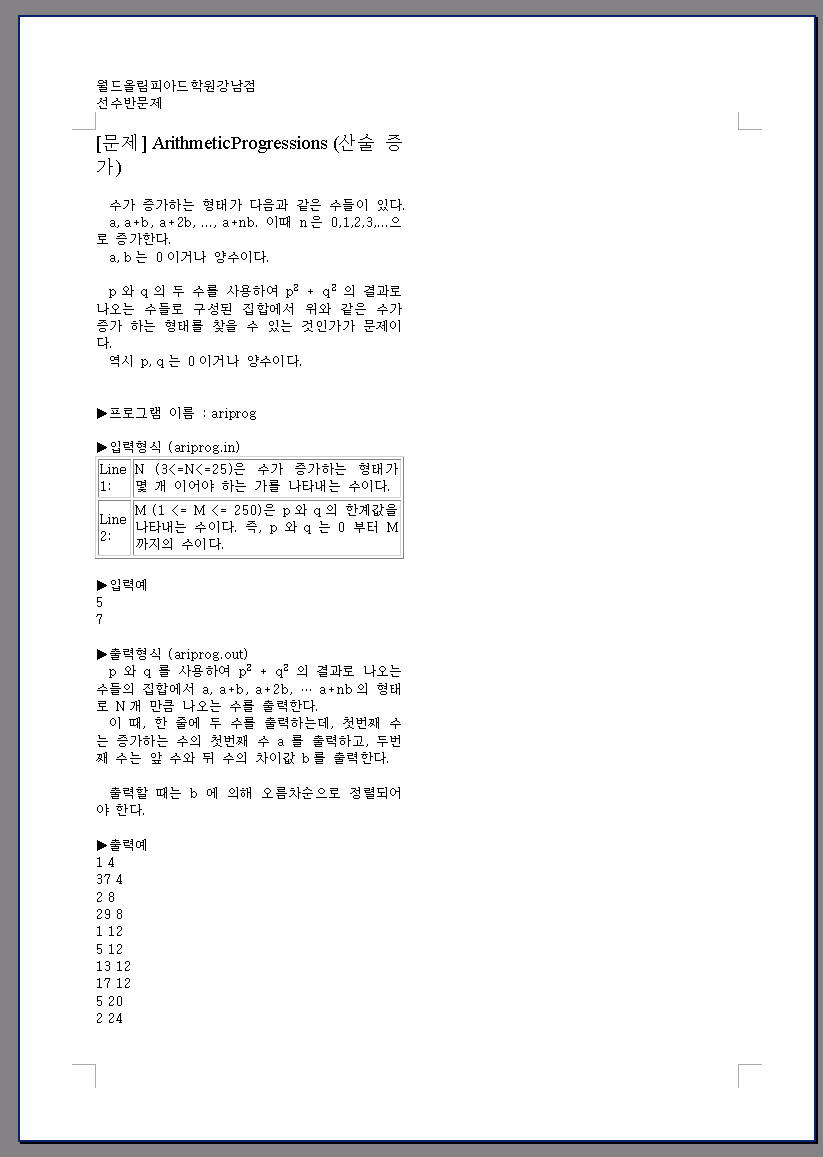 월드올림피아드학원강남점
선수반문제
[문제] ArithmeticProgressions (산술 증
가)
수가 증가하는 형태가 다음과 같은 수들이 있다.
a, a+b, a+2b, ..., a+nb. 이때 n은 0,1,2,3,...으
로 증가한다.
a, b는 0이거나 양수이다.
p 와 q 의 두 수를 사용하여 p² + q² 의 결과로
나오는 수들로 구성된 집합에서 위와 같은 수가
증가 하는 형태를 찾을 수 있는 것인가가 문제이
다.
역시 p, q는 0이거나 양수이다.
▶프로그램 이름 : ariprog
▶입력형식 (ariprog.in)
Line 1: N (3<=N<=25)은 수가 증가하는 형태가
몇 개 이어야 하는 가를 나타내는 수이다.
Line 2: M (1 <= M <= 250)은 p와 q의 한계값을
나타내는 수이다. 즉, p 와 q 는 0 부터 M
까지의 수이다.
▶입력예
5
7
▶출력형식 (ariprog.out)
p 와 q 를 사용하여 p² + q² 의 결과로 나오는
수들의 집합에서 a, a+b, a+2b, … a+nb의 형태
로 N개 만큼 나오는 수를 출력한다.
이 때, 한 줄에 두 수를 출력하는데, 첫번째 수
는 증가하는 수의 첫번째 수 a 를 출력하고, 두번
째 수는 앞 수와 뒤 수의 차이값 b를 출력한다.
출력할 때는 b 에 의해 오름차순으로 정렬되어
야 한다.
▶출력예
1 4
37 4
2 8
29 8
1 12
5 12
13 12
17 12
5 20
2 24